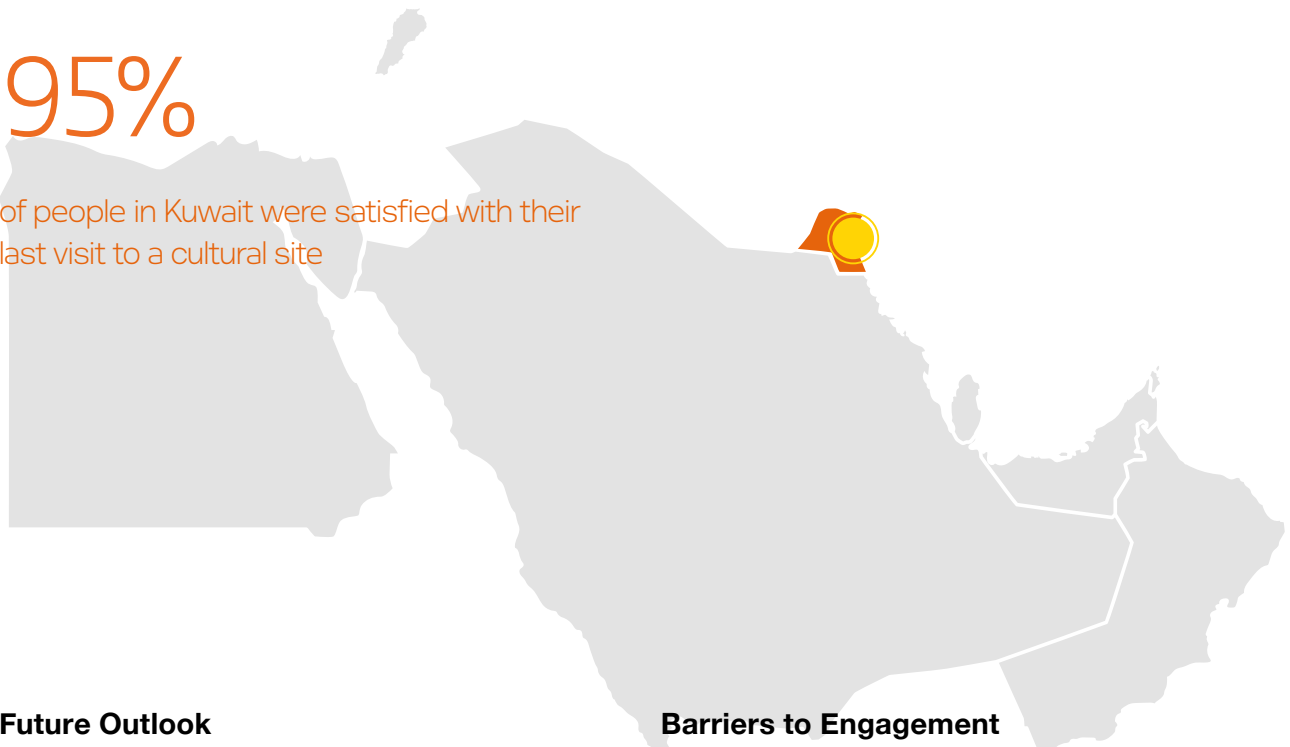 95%
of people in Kuwait were satisfied with their
last visit to a cultural site
Future Outlook
Barriers to Engagement